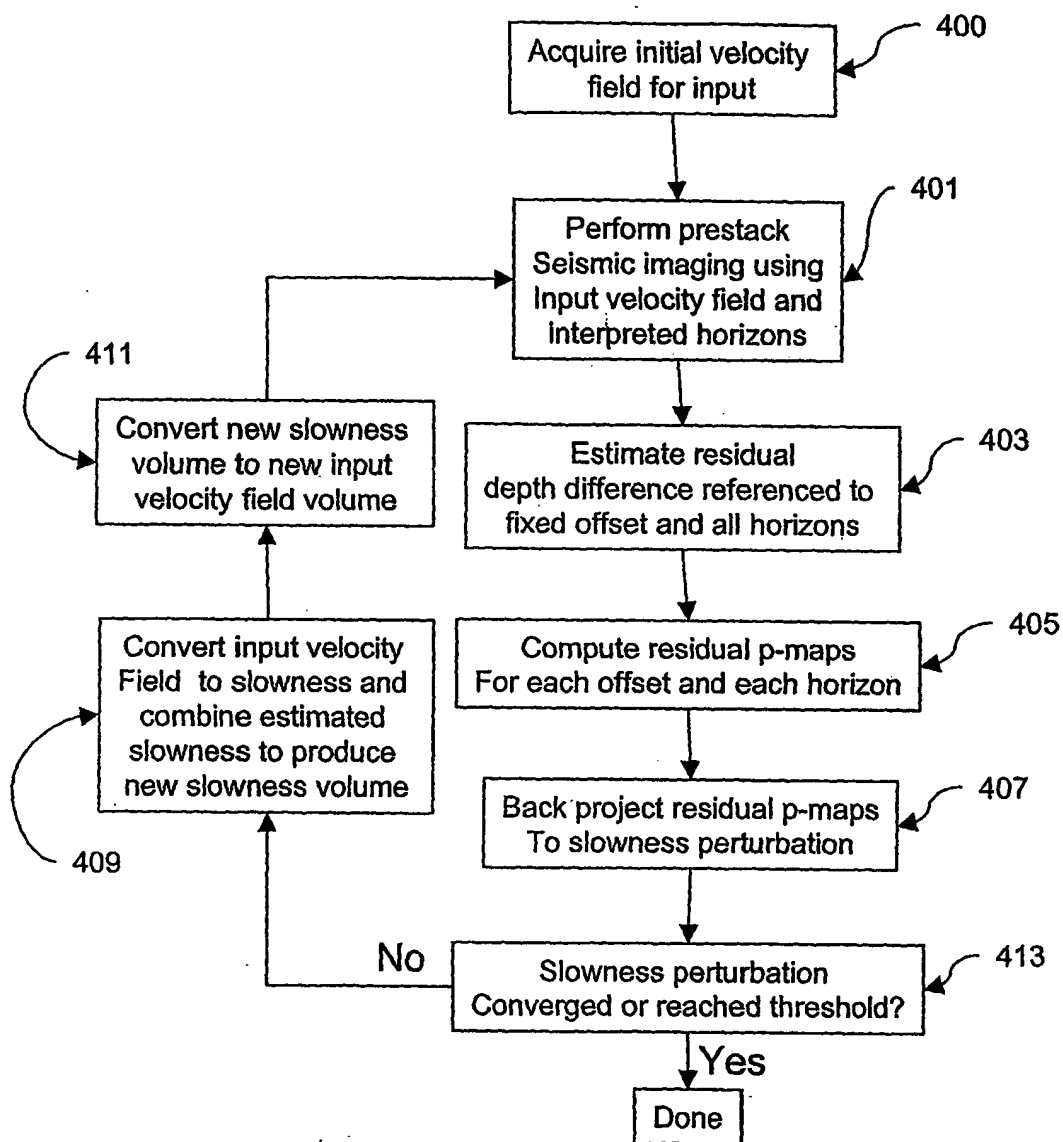 400
Acquire initial velocity
field for input
401
Perform prestack
Seismic imaging using
Input velocity field and
interpreted horizons
411
Convert new slowness
volume to new input
velocity field volume
403
Estimate residual
depth difference referenced to
fixed offset and all horizons
405
Compute residual p-maps
For each offset and each horizon
Convert input velocity
Field to slowness and
combine estimated
slowness to produce
new slowness volume
409
407
Back project residual p-maps
To slowness perturbation
No
413
Slowness perturbation
Converged or reached threshold?
Yes
Done